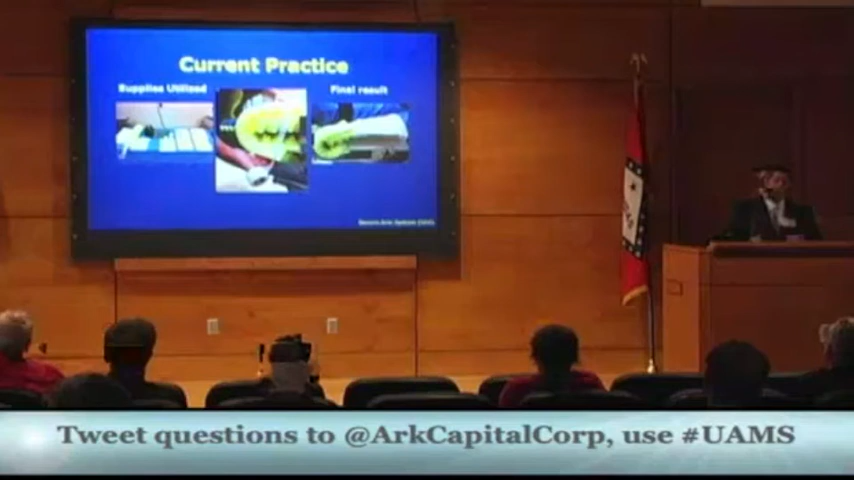 Current Practice
Supplies Utilized
Final result
Tweet questions to @ArkCapitalCorp, use #UAMS